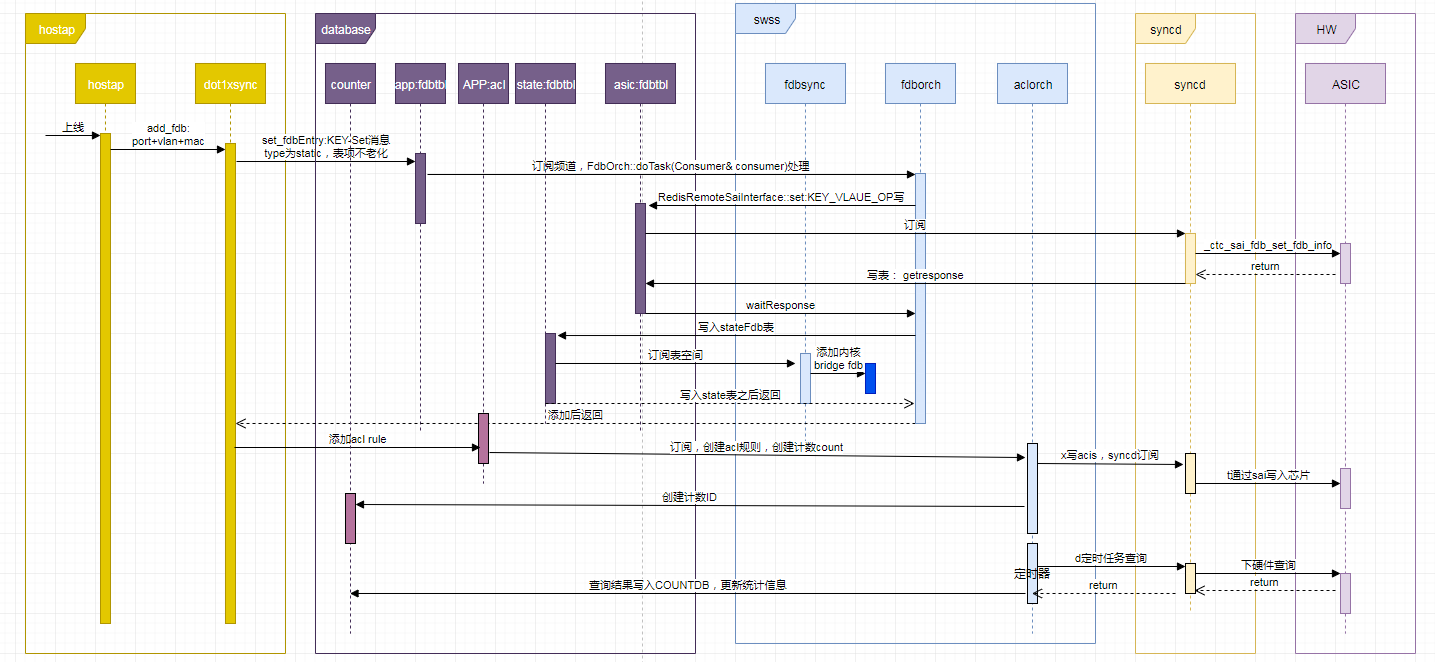 hostap
database
swss
syncd
HW
hostap
dot1xsync
counter
app:fdbtbl
APP:acl
state:fdbtbl
asic:fdbtbl
fdbsync
fdborch
aclorch
syncd
ASIC
上线
add_fdb:
port+vlan+mac
set_fdbEntry:KEY-Set消息
type为static，表项不老化
订阅频道，FdbOrch::doTask(Consumer& consumer)处理
RedisRemoteSaiInterface::set:KEY_VLAUE_OP写
订阅
_ctc_sai_fdb_set_fdb_info
return
写表： getresponse
waitResponse
写入stateFdb表
订阅表空间
添加内核
bridge fdb
写入state表之后返回
添加后返回
添加acl rule
订阅，创建acl规则，创建计数count
x写acis，syncd订阅
t通过sai写入芯片
创建计数ID
d定时任务查询
下硬件查询
定时器
return
return
查询结果写入COUNTDB，更新统计信息